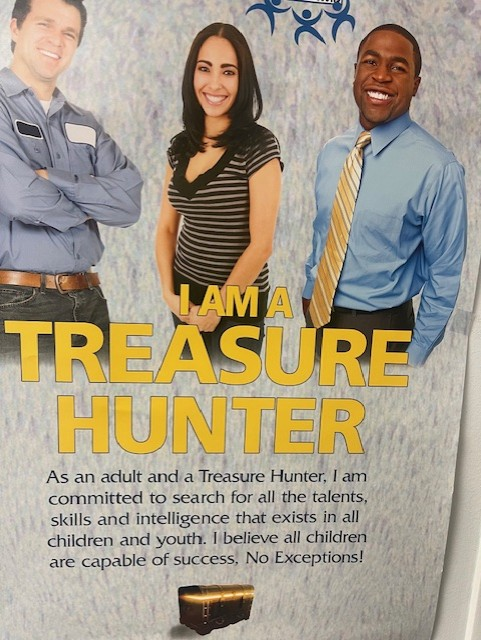 I AM A
TREASURE
HUNTER
As an adult and a Treasure Hunter, I am
committed to search for all the talents,
skills and intelligence that exists in all
children and youth. I believe all children
are capable of success, No Exceptions!